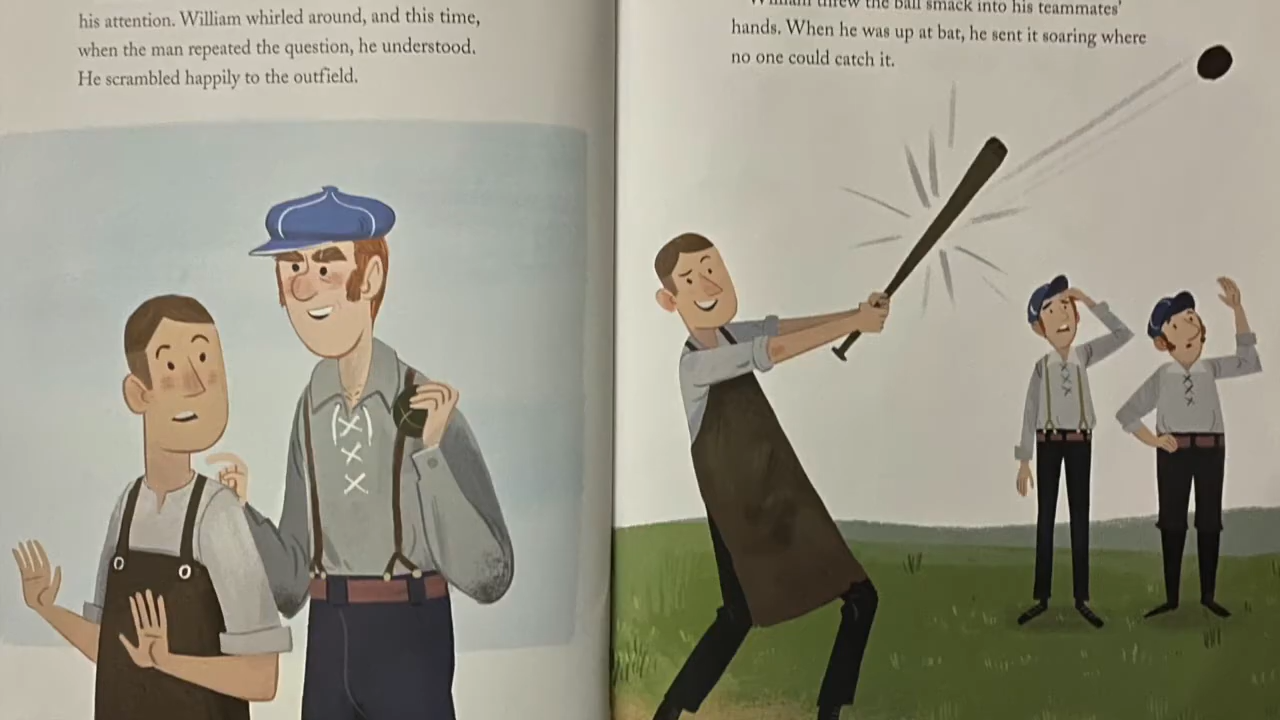 his attention. William whirled around, and this time,
when the man repeated the question, he understood.
He scrambled happily to the outfield.
William threw the ball smack into his teammates'
hands. When he was up at bat, he sent it soaring where
no one could catch it.